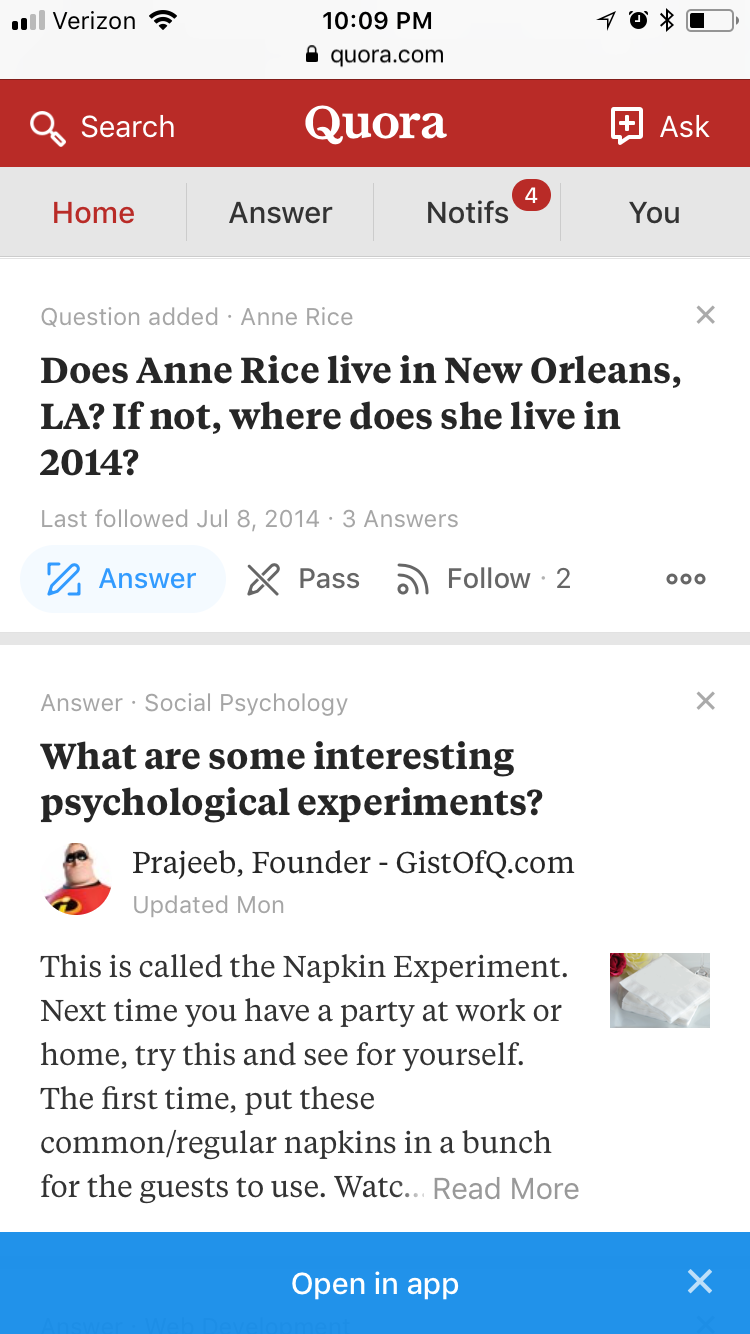 Verizon 10:09 PM
quora.com
Search Quora Ask
Home Answer Notifs 4 You
Question added · Anne Rice
Does Anne Rice live in New Orleans,
LA? If not, where does she live in
2014?
Last followed Jul 8, 2014 · 3 Answers
Answer Pass Follow · 2
Answer · Social Psychology
What are some interesting
psychological experiments?
Prajeeb, Founder - GistOfQ.com
Updated Mon
This is called the Napkin Experiment.
Next time you have a party at work or
home, try this and see for yourself.
The first time, put these
common/regular napkins in a bunch
for the guests to use. Watc... Read More
Open in app
Answer · Web Development